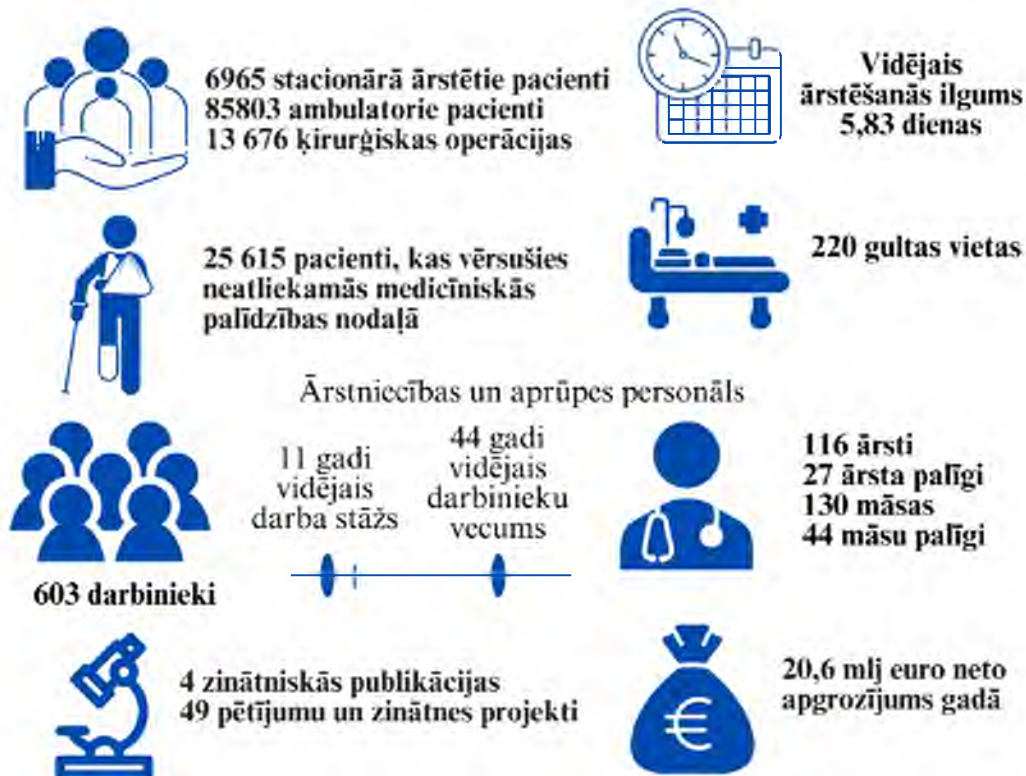 6965 stacionārā ārstētie pacienti
85803 ambulatorie pacienti
13 676 ķirurģiskas operācijas
Vidējais
ārstēšanās ilgums
5,83 dienas
25 615 pacienti, kas vērsušies
neatliekamās medicīniskās
palīdzības nodaļā
220 gultas vietas
Ārstniecības un aprūpes personāls
603 darbinieki
11 gadi
vidējais
darba stāžs
44 gadi
vidējais
darbinieku
vecums
116 ārsti
27 ārsta palīgi
130 māsas
44 māsu palīgi
4 zinātniskās publikācijas
49 pētījumu un zinātnes projekti
20,6 mlj euro neto
apgrozījums gadā